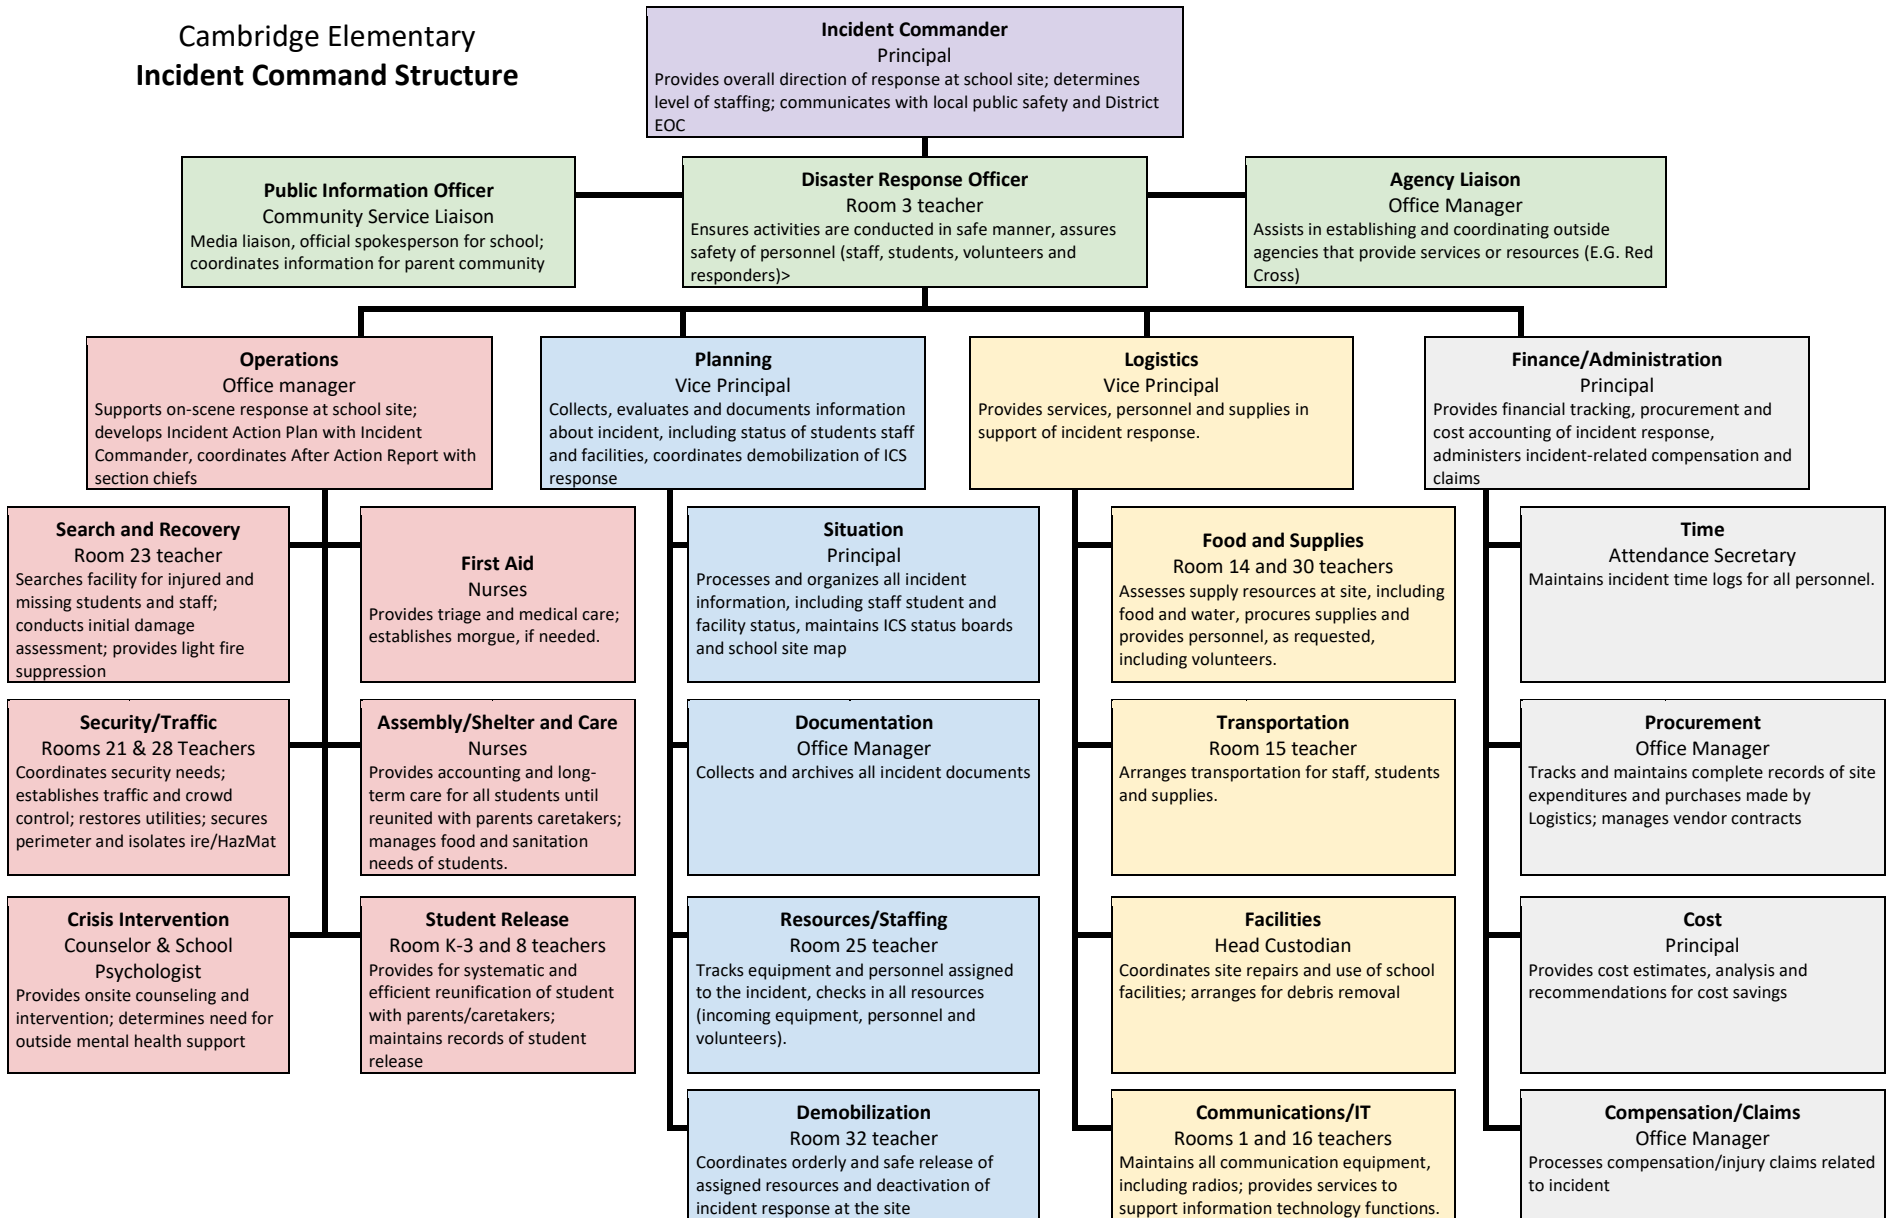 Cambridge Elementary
Incident Command Structure
Incident Commander
Principal
Provides overall direction of response at school site; determines
level of staffing; communicates with local public safety and District
EOC
Public Information Officer
Community Service Liaison
Media liaison, official spokesperson for school;
coordinates information for parent community
Disaster Response Officer
Room 3 teacher
Ensures activities are conducted in safe manner, assures
safety of personnel (staff, students, volunteers and
responders)>
Agency Liaison
Office Manager
Assists in establishing and coordinating outside
agencies that provide services or resources (E.G. Red
Cross)
Operations
Office manager
Supports on-scene response at school site;
develops Incident Action Plan with Incident
Commander, coordinates After Action Report with
section chiefs
Planning
Vice Principal
Collects, evaluates and documents information
about incident, including status of students staff
and facilities, coordinates demobilization of ICS
response
Logistics
Vice Principal
Provides services, personnel and supplies in
support of incident response.
Finance/Administration
Principal
Provides financial tracking, procurement and
cost accounting of incident response,
administers incident-related compensation and
claims
Search and Recovery
Room 23 teacher
Searches facility for injured and
missing students and staff;
conducts initial damage
assessment; provides light fire
suppression
First Aid
Nurses
Provides triage and medical care;
establishes morgue, if needed.
Situation
Principal
Processes and organizes all incident
information, including staff student and
facility status, maintains ICS status boards
and school site map
Food and Supplies
Room 14 and 30 teachers
Assesses supply resources at site, including
food and water, procures supplies and
provides personnel, as requested,
including volunteers.
Time
Attendance Secretary
Maintains incident time logs for all personnel.
Security/Traffic
Rooms 21 & 28 Teachers
Coordinates security needs;
establishes traffic and crowd
control; restores utilities; secures
perimeter and isolates ire/HazMat
Assembly/Shelter and Care
Nurses
Provides accounting and long-
term care for all students until
reunited with parents caretakers;
manages food and sanitation
needs of students.
Documentation
Office Manager
Collects and archives all incident documents
Transportation
Room 15 teacher
Arranges transportation for staff, students
and supplies.
Procurement
Office Manager
Tracks and maintains complete records of site
expenditures and purchases made by
Logistics; manages vendor contracts
Crisis Intervention
Counselor & School
Psychologist
Provides onsite counseling and
intervention; determines need for
outside mental health support
Student Release
Room K-3 and 8 teachers
Provides for systematic and
efficient reunification of student
with parents/caretakers;
maintains records of student
release
Resources/Staffing
Room 25 teacher
Tracks equipment and personnel assigned
to the incident, checks in all resources
(incoming equipment, personnel and
volunteers).
Facilities
Head Custodian
Coordinates site repairs and use of school
facilities; arranges for debris removal
Cost
Principal
Provides cost estimates, analysis and
recommendations for cost savings
Demobilization
Room 32 teacher
Coordinates orderly and safe release of
assigned resources and deactivation of
incident response at the site
Communications/IT
Rooms 1 and 16 teachers
Maintains all communication equipment,
including radios; provides services to
support information technology functions.
Compensation/Claims
Office Manager
Processes compensation/injury claims related
to incident